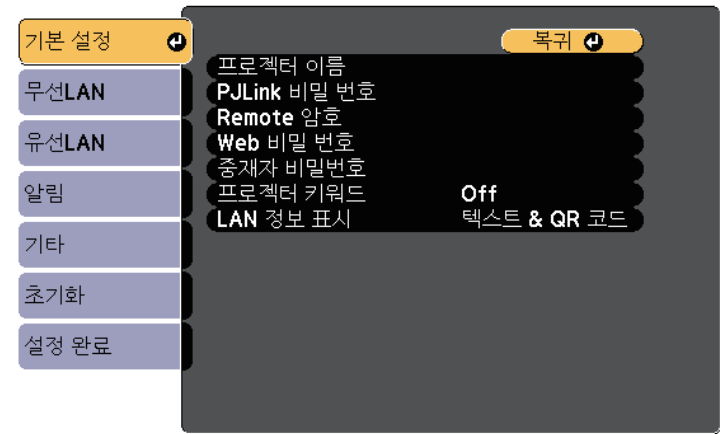 기본 설정
무선LAN
유선LAN
알림
기타
초기화
설정 완료
복귀
프로젝터 이름
PJLink 비밀 번호
Remote 암호
Web 비밀 번호
중재자 비밀번호
프로젝터 키워드 Off
LAN 정보 표시 텍스트 & QR 코드